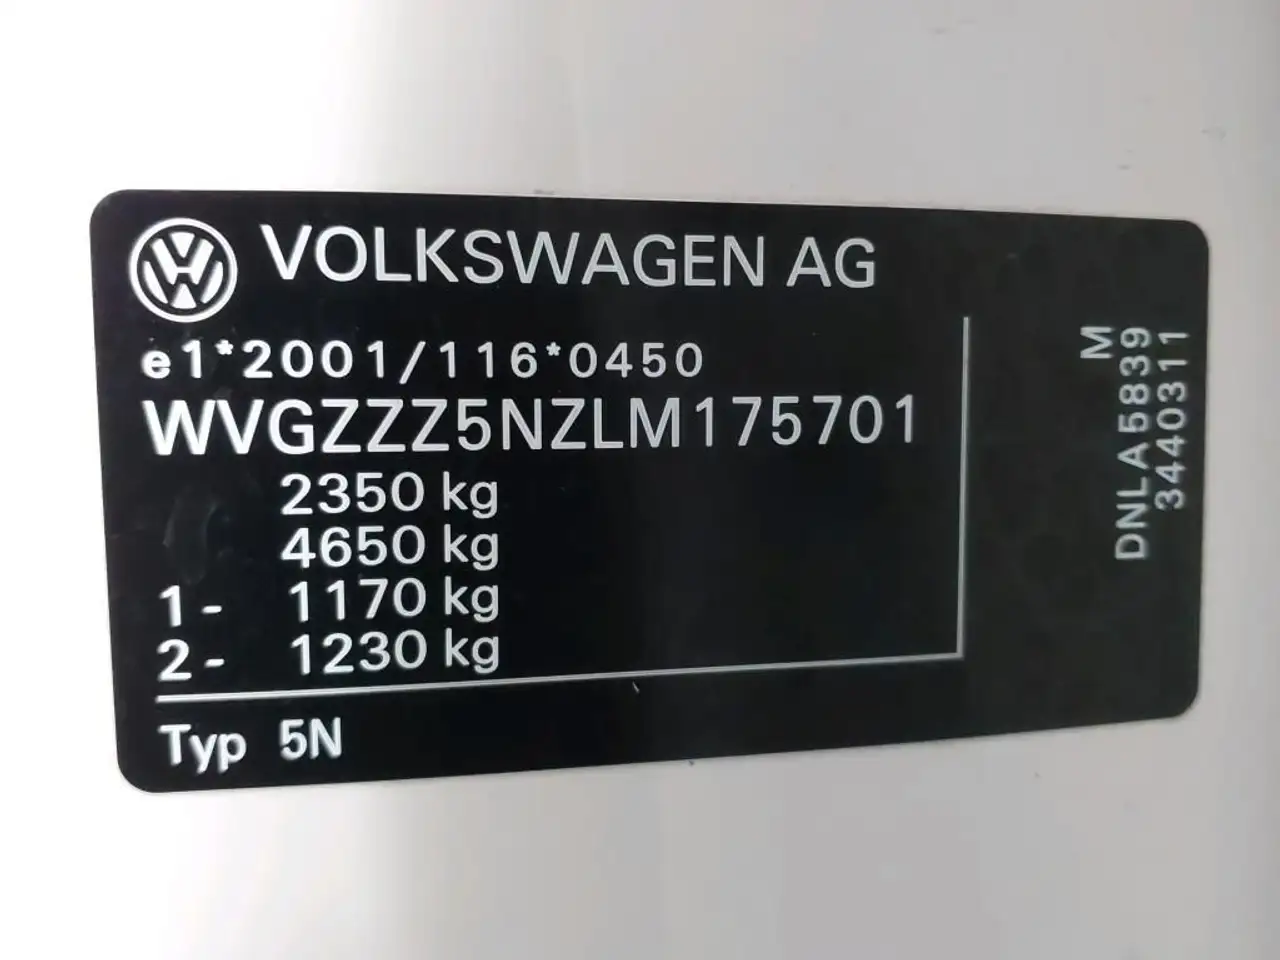 VOLKSWAGEN AG
e1*2001/116*0450
WVGZZZ5NZLM175701
2350 kg
4650 kg
1- 1170 kg
2- 1230 kg
Typ 5N
M
DNLA5839
3440311